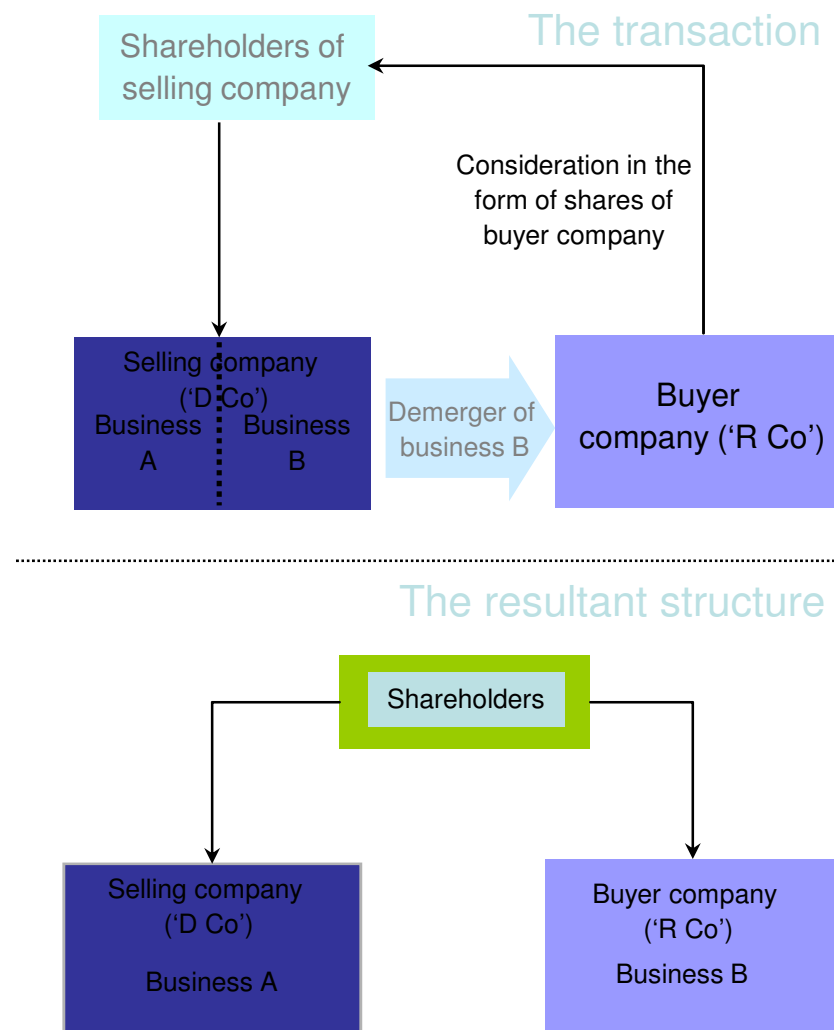 The transaction
Shareholders of
selling company
Consideration in the
form of shares of
buyer company
Selling company
(‘D Co’)
Business
A
Business
B
Demerger of
business B
Buyer
company (‘R Co’)
The resultant structure
Shareholders
Selling company
(‘D Co’)
Business A
Buyer company
(‘R Co’)
Business B